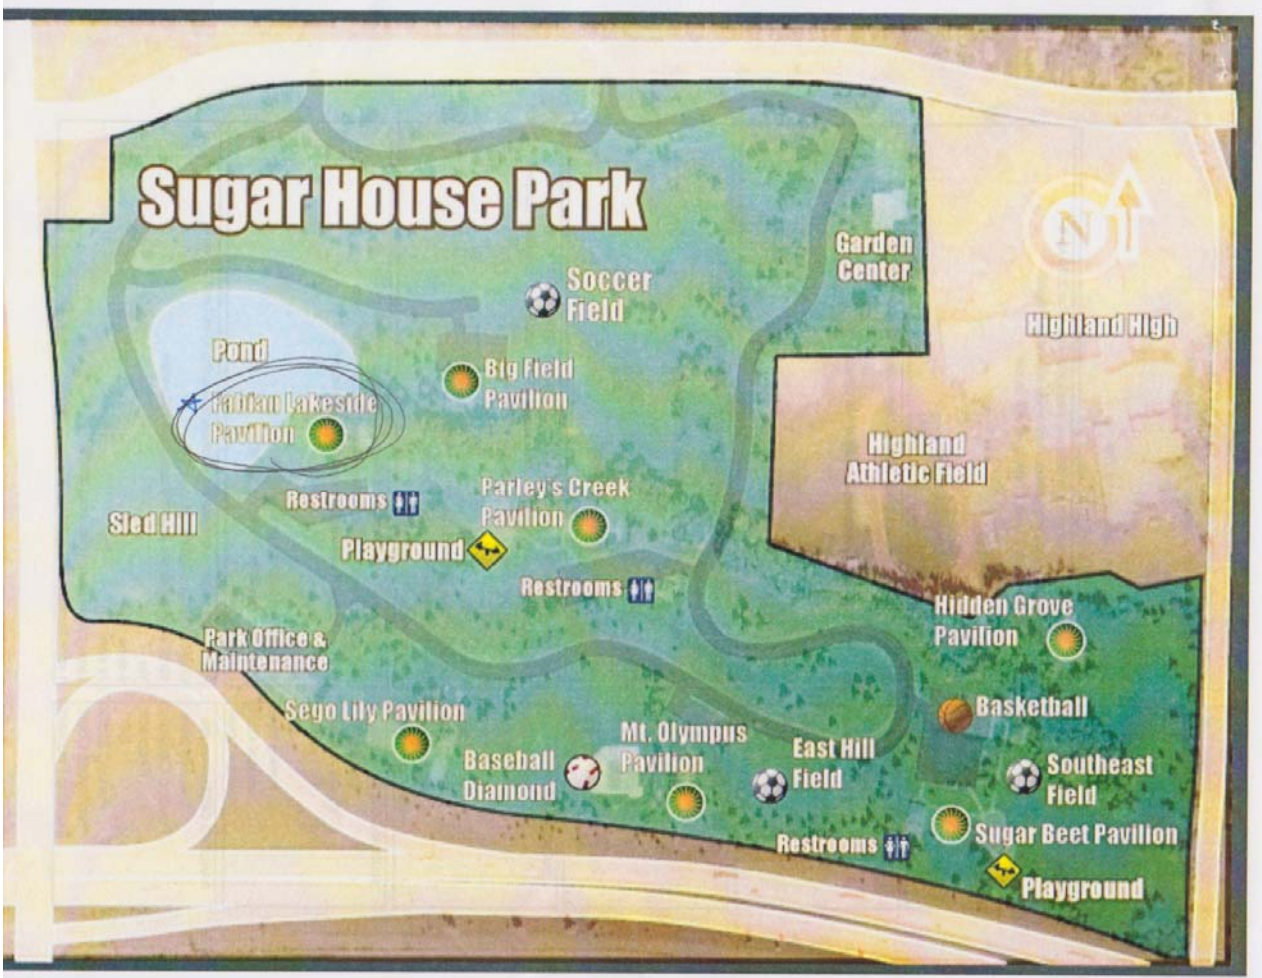 Sugar House Park
N
Garden
Center
Soccer
Field
Highland High
Pond
Big Field
Pavilion
Fabian Lakeside
Pavilion
Highland
Athletic Field
Restrooms
Parley's Creek
Pavilion
Sled Hill
Playground
Restrooms
Hidden Grove
Pavilion
Park Office &
Maintenance
Sego Lily Pavilion
Basketball
Mt. Olympus
Pavilion
Baseball
Diamond
East Hill
Field
Southeast
Field
Restrooms
Sugar Beet Pavilion
Playground